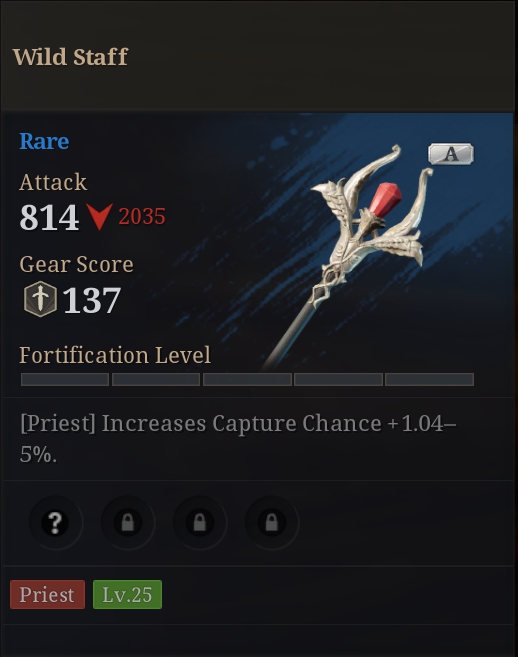 Wild Staff
Rare
A
Attack
814 2035
Gear Score
137
Fortification Level
[Priest] Increases Capture Chance +1.04–
5%.
?
Priest Lv.25